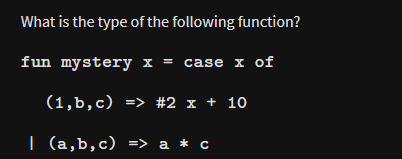 What is the type of the following function?
fun mystery x = case x of
(1,b,c) => #2 x + 10
| (a,b,c) => a * c